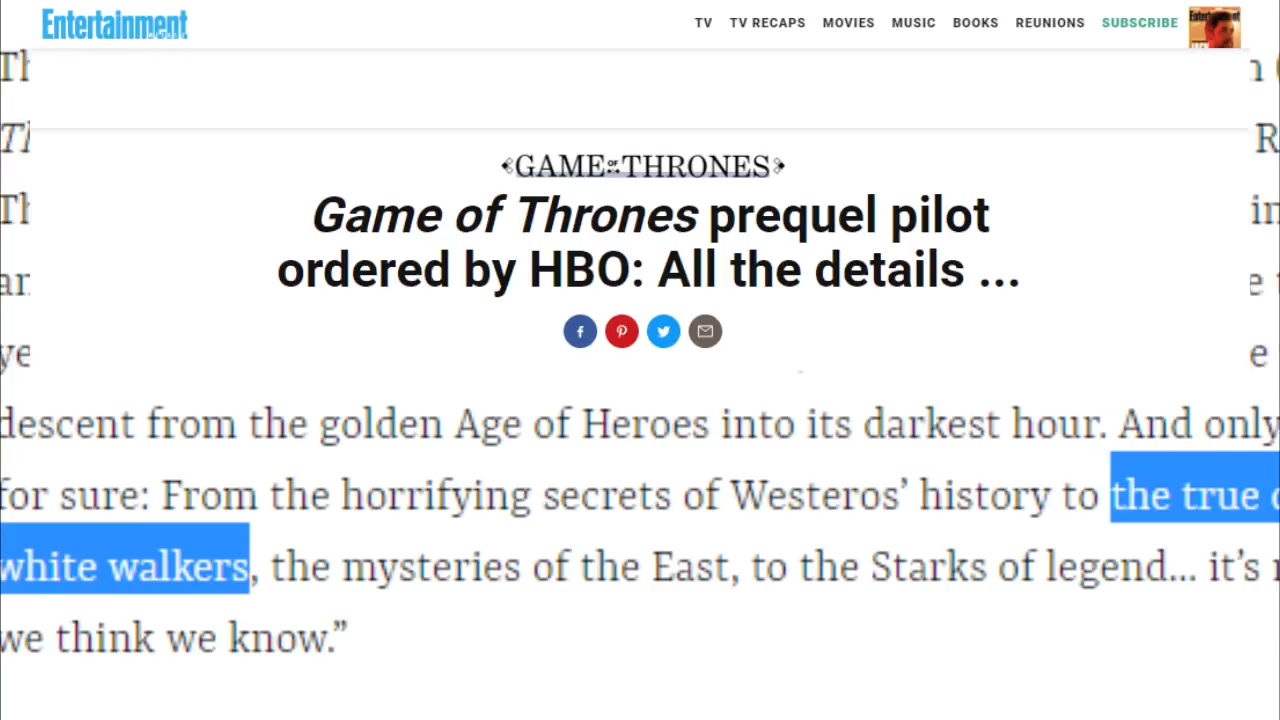 Entertainment
TV TV RECAPS MOVIES MUSIC BOOKS REUNIONS SUBSCRIBE
GAME OF THRONES
Game of Thrones prequel pilot
ordered by HBO: All the details ...
descent from the golden Age of Heroes into its darkest hour. And only
for sure: From the horrifying secrets of Westeros’ history to the true
white walkers, the mysteries of the East, to the Starks of legend... it’s
we think we know.”